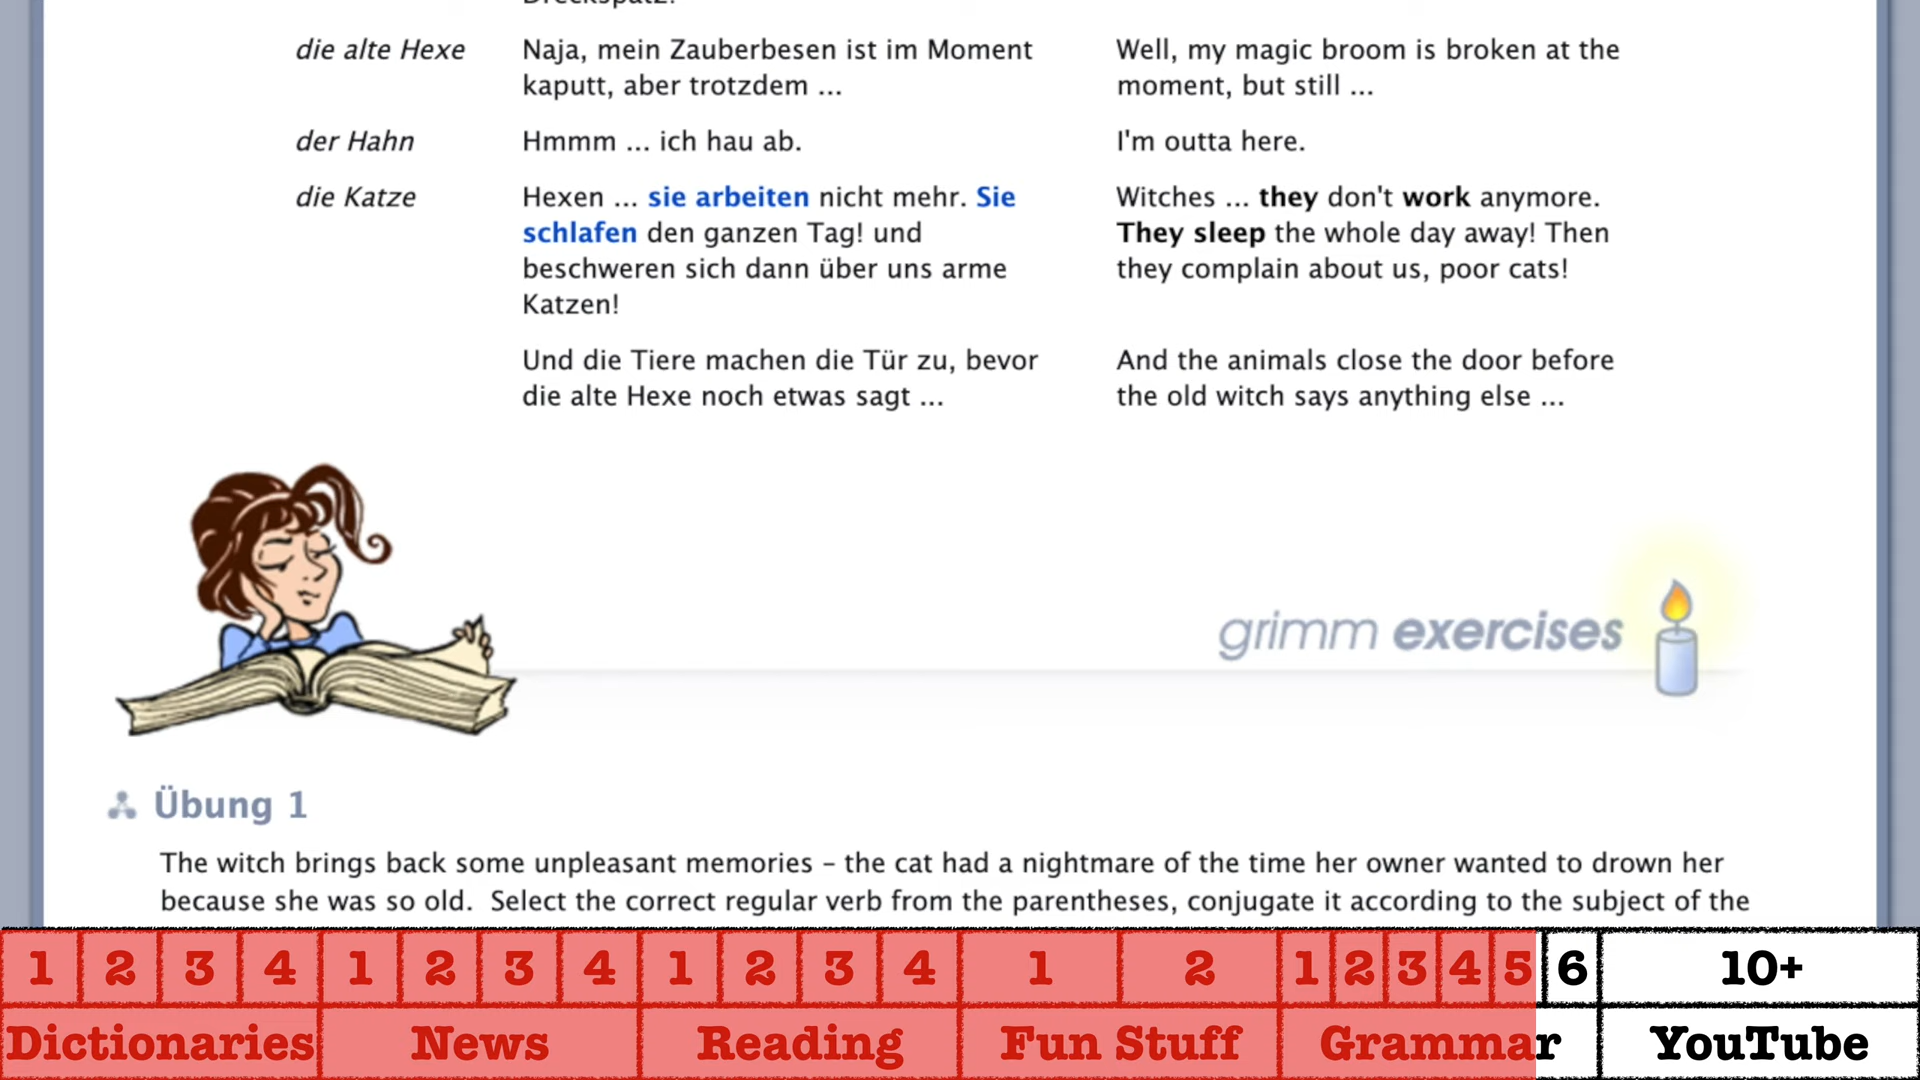 Dreckspatz!
die alte Hexe Naja, mein Zauberbesen ist im Moment Well, my magic broom is broken at the
kaputt, aber trotzdem ... moment, but still ...
der Hahn Hmmm ... ich hau ab. I'm outta here.
die Katze Hexen ... sie arbeiten nicht mehr. Sie Witches ... they don't work anymore.
schlafen den ganzen Tag! und They sleep the whole day away! Then
beschweren sich dann über uns arme they complain about us, poor cats!
Katzen!
Und die Tiere machen die Tür zu, bevor And the animals close the door before
die alte Hexe noch etwas sagt ... the old witch says anything else ...
grimm exercises
Übung 1
The witch brings back some unpleasant memories – the cat had a nightmare of the time her owner wanted to drown her
because she was so old. Select the correct regular verb from the parentheses, conjugate it according to the subject of the
1 2 3 4 1 2 3 4 1 2 3 4 1 2 1 2 3 4 5 6 10+
Dictionaries News Reading Fun Stuff Grammar YouTube